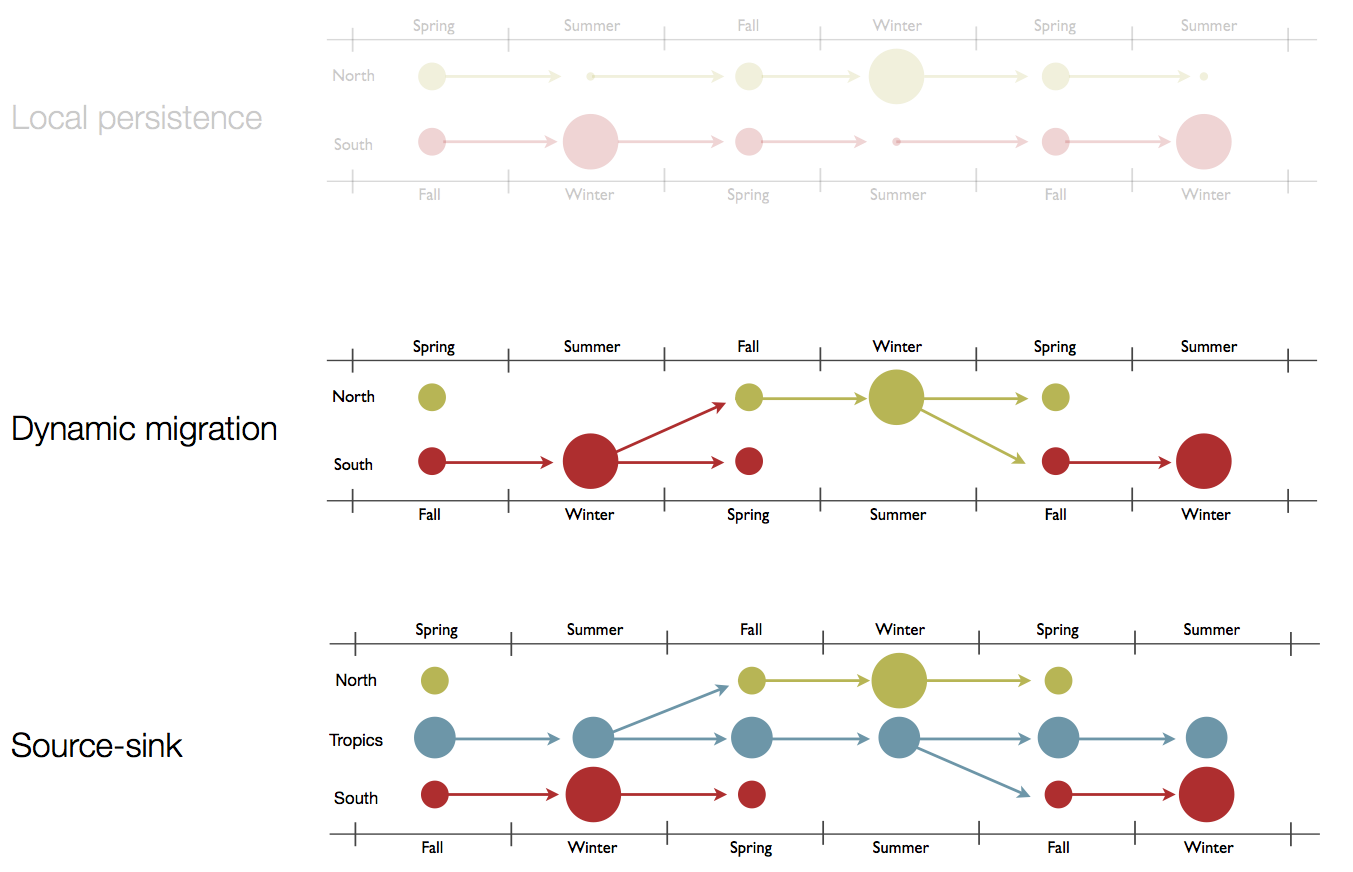 Spring Summer Fall Winter Spring Summer
North
Local persistence
South
Fall Winter Spring Summer Fall Winter
Spring Summer Fall Winter Spring Summer
North
Dynamic migration
South
Fall Winter Spring Summer Fall Winter
Spring Summer Fall Winter Spring Summer
North
Source-sink Tropics
South
Fall Winter Spring Summer Fall Winter